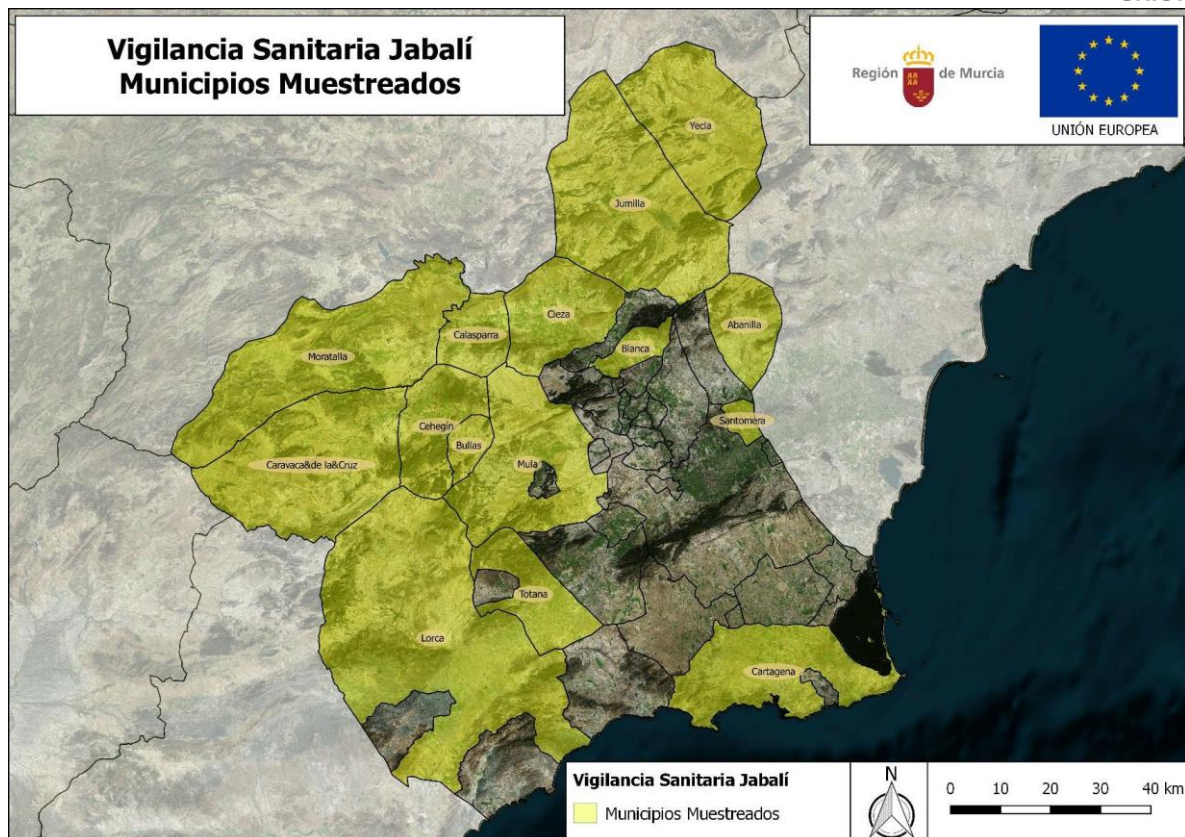 Vigilancia Sanitaria Jabalí
Municipios Muestreados
Región de Murcia
UNIÓN EUROPEA
Yecla
Jumilla
Cieza
Calasparra
Abanilla
Moratalla
Blanca
Santomera
Cehegín
Bullas
Caravaca&de la&Cruz
Mula
Totana
Lorca
Cartagena
Vigilancia Sanitaria Jabalí
Municipios Muestreados
N
0 10 20 30 40 km